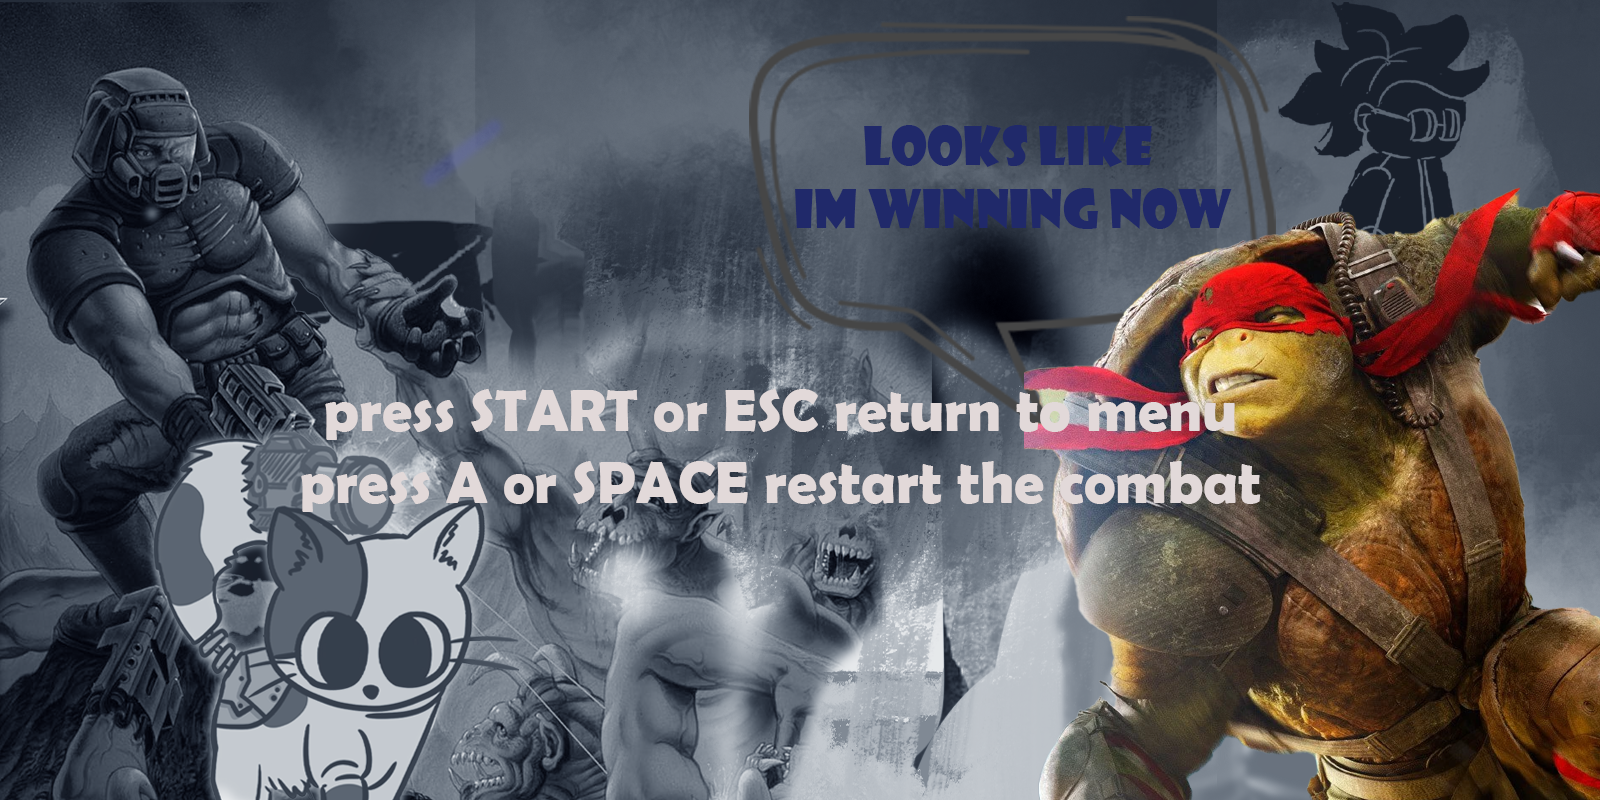 LOOKS LIKE
IM WINNING NOW
press START or ESC return to menu
press A or SPACE restart the combat